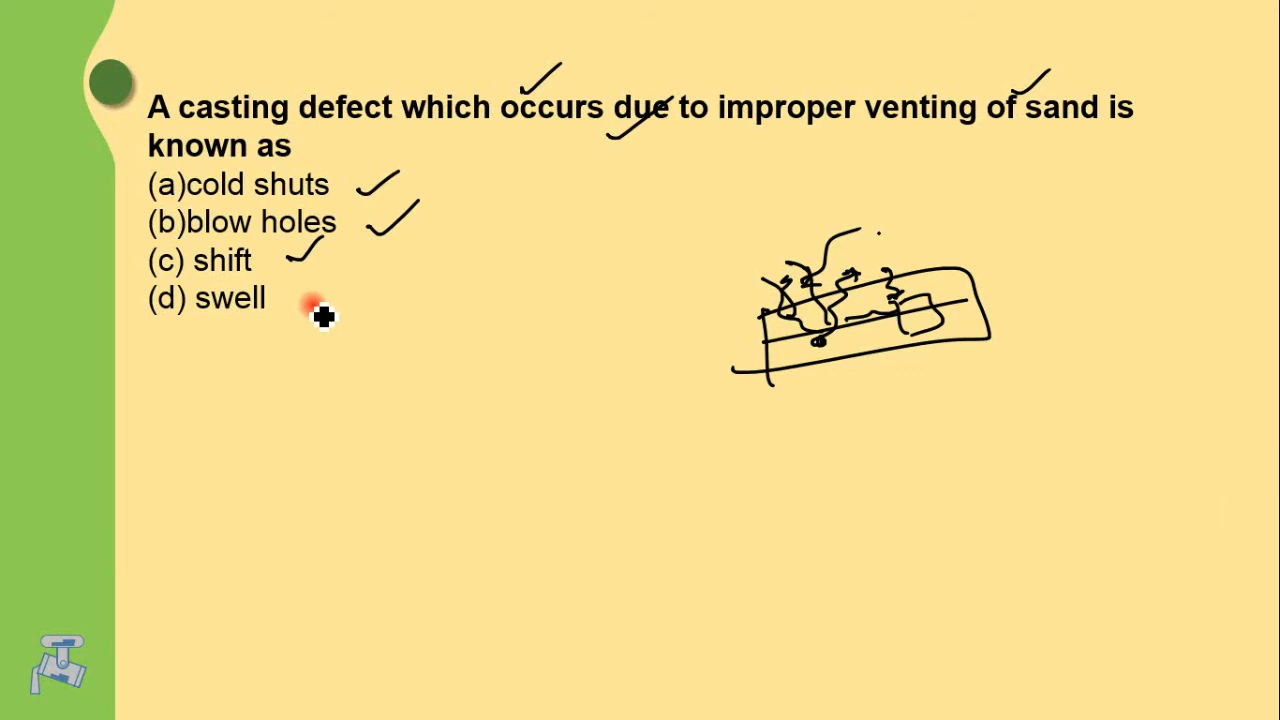 A casting defect which occurs due to improper venting of sand is
known as
(a)cold shuts
(b)blow holes
(c) shift
(d) swell